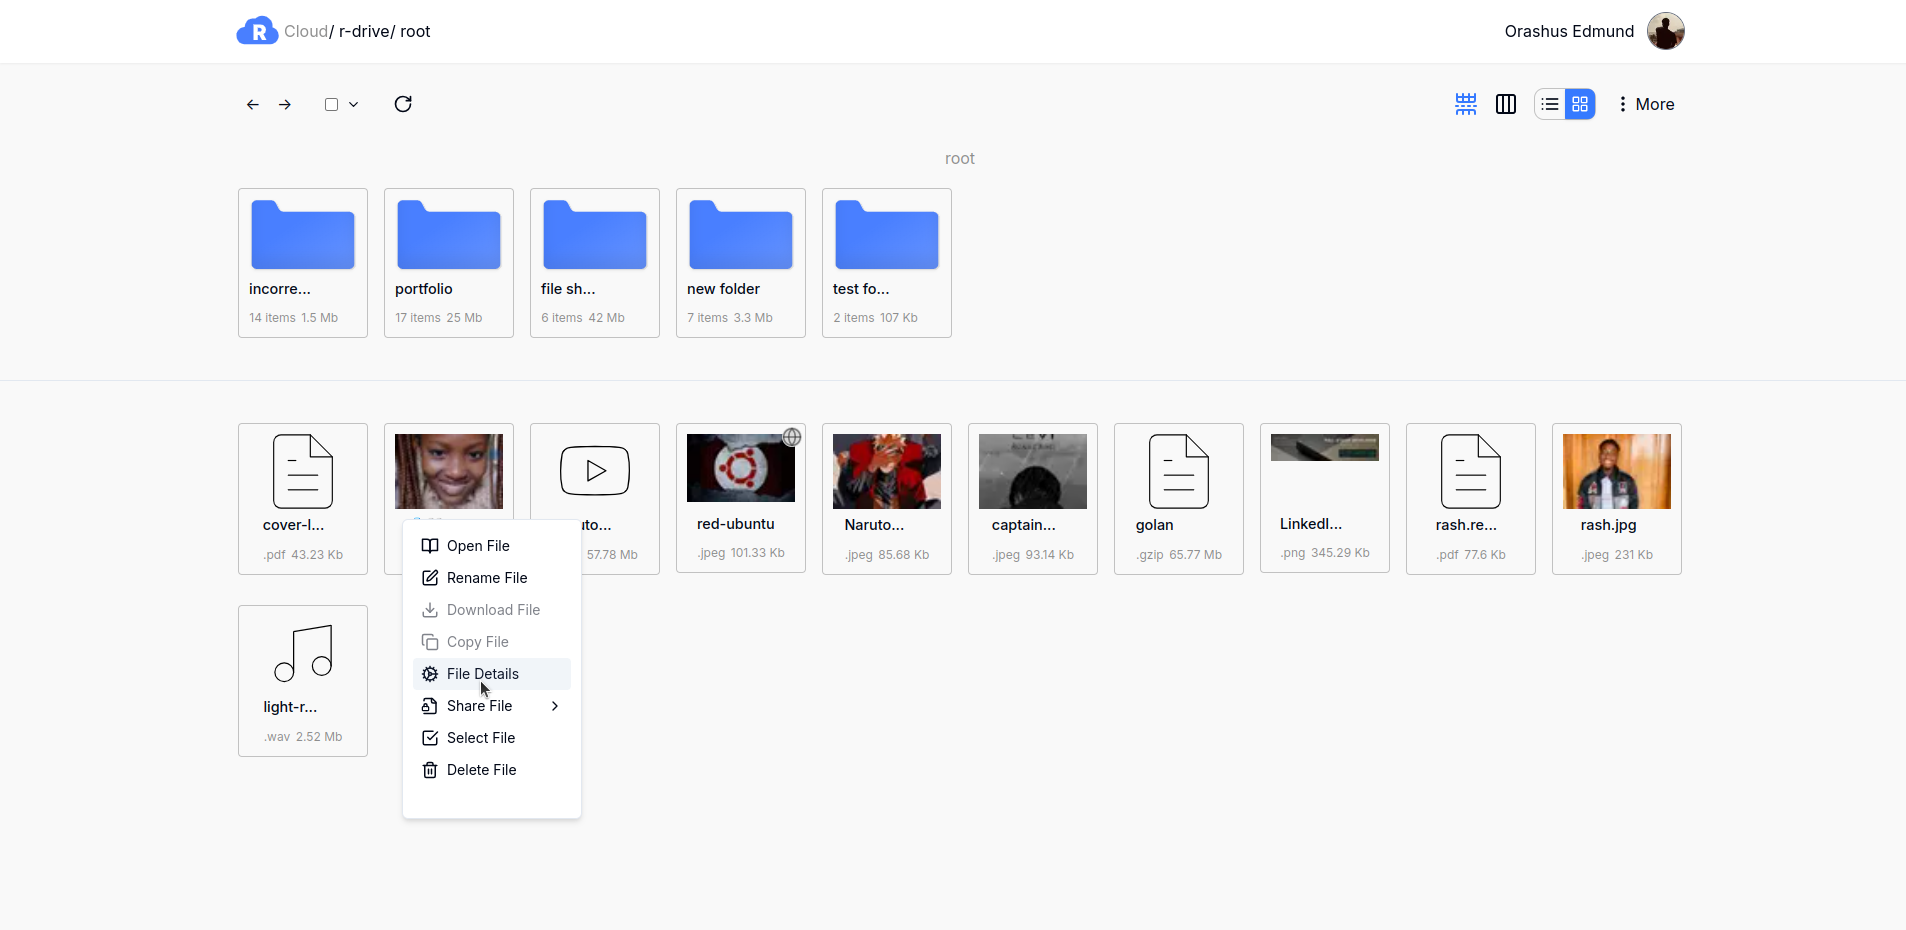 R Cloud/ r-drive/ root
Orashus Edmund
More
root
incorre...
14 items 1.5 Mb
portfolio
17 items 25 Mb
file sh...
6 items 42 Mb
new folder
7 items 3.3 Mb
test fo...
2 items 107 Kb
cover-l...
.pdf 43.23 Kb
uto...
57.78 Mb
red-ubuntu
.jpeg 101.33 Kb
Naruto...
.jpeg 85.68 Kb
captain...
.jpeg 93.14 Kb
golan
.gzip 65.77 Mb
LinkedI...
.png 345.29 Kb
rash.re...
.pdf 77.6 Kb
rash.jpg
.jpeg 231 Kb
Open File
Rename File
Download File
Copy File
File Details
Share File
Select File
Delete File
light-r...
.wav 2.52 Mb